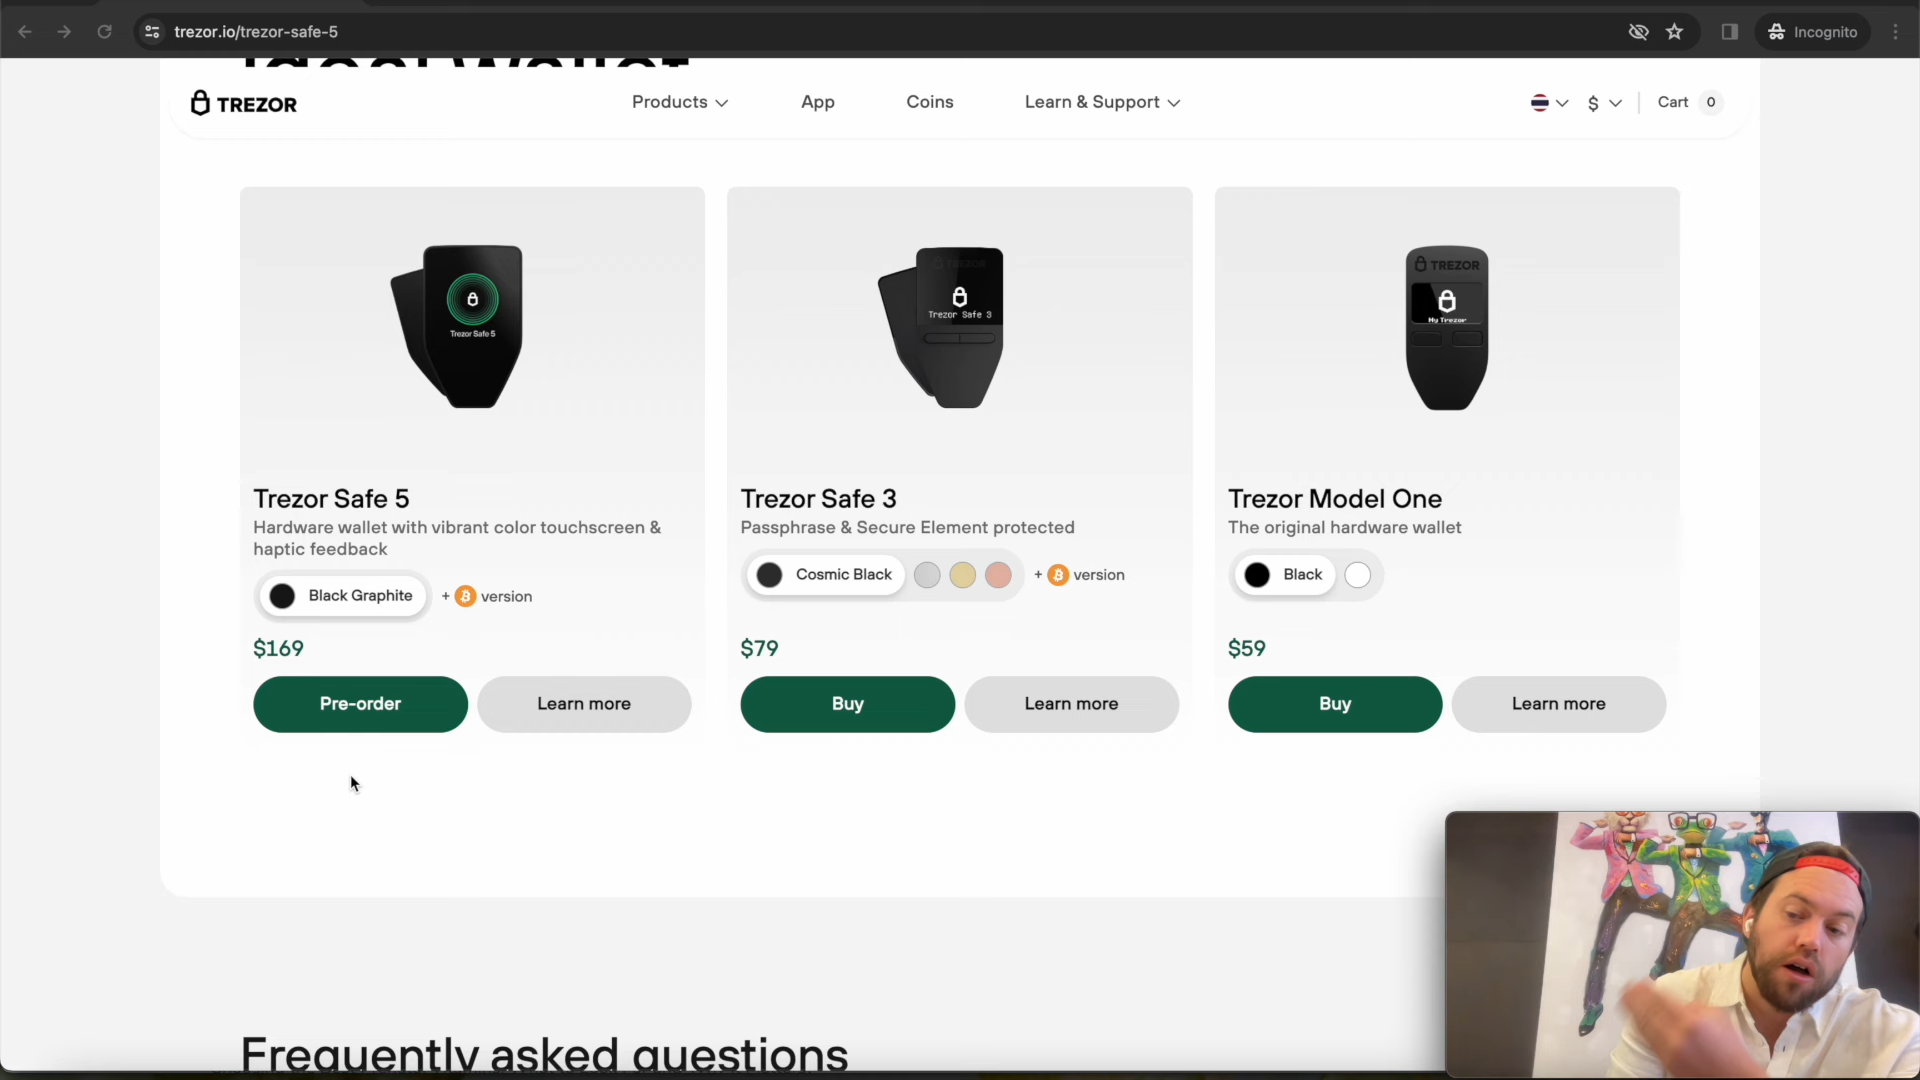 trezor.io/trezor-safe-5
Incognito
TREZOR
Products
App
Coins
Learn & Support
$
Cart 0
Trezor Safe 5
TREZOR
Trezor Safe 3
TREZOR
My Trezor
Trezor Safe 5
Hardware wallet with vibrant color touchscreen &
haptic feedback
Black Graphite
+ ₿ version
$169
Pre-order
Learn more
Trezor Safe 3
Passphrase & Secure Element protected
Cosmic Black
+ ₿ version
$79
Buy
Learn more
Trezor Model One
The original hardware wallet
Black
$59
Buy
Learn more
Frequently asked questions